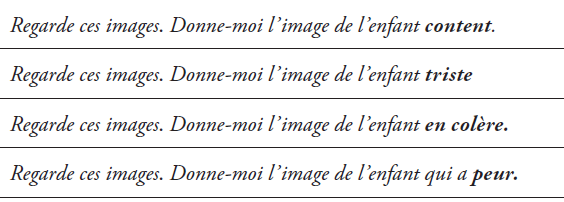 Regarde ces images. Donne-moi l’image de l’enfant content.
Regarde ces images. Donne-moi l’image de l’enfant triste
Regarde ces images. Donne-moi l’image de l’enfant en colère.
Regarde ces images. Donne-moi l’image de l’enfant qui a peur.